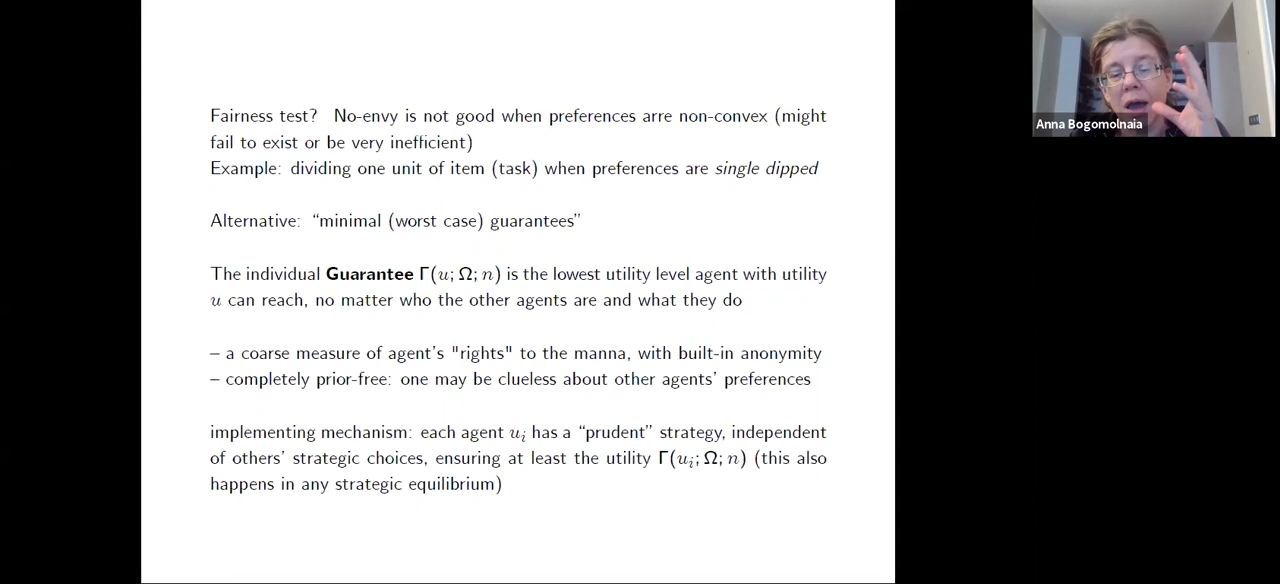 Fairness test? No-envy is not good when preferences arre non-convex (might
fail to exist or be very inefficient)
Example: dividing one unit of item (task) when preferences are single dipped
Alternative: “minimal (worst case) guarantees”
The individual Guarantee Γ(u; Ω; n) is the lowest utility level agent with utility
u can reach, no matter who the other agents are and what they do
– a coarse measure of agent's "rights" to the manna, with built-in anonymity
– completely prior-free: one may be clueless about other agents' preferences
implementing mechanism: each agent uᵢ has a “prudent” strategy, independent
of others' strategic choices, ensuring at least the utility Γ(uᵢ; Ω; n) (this also
happens in any strategic equilibrium)
Anna Bogomolnaia